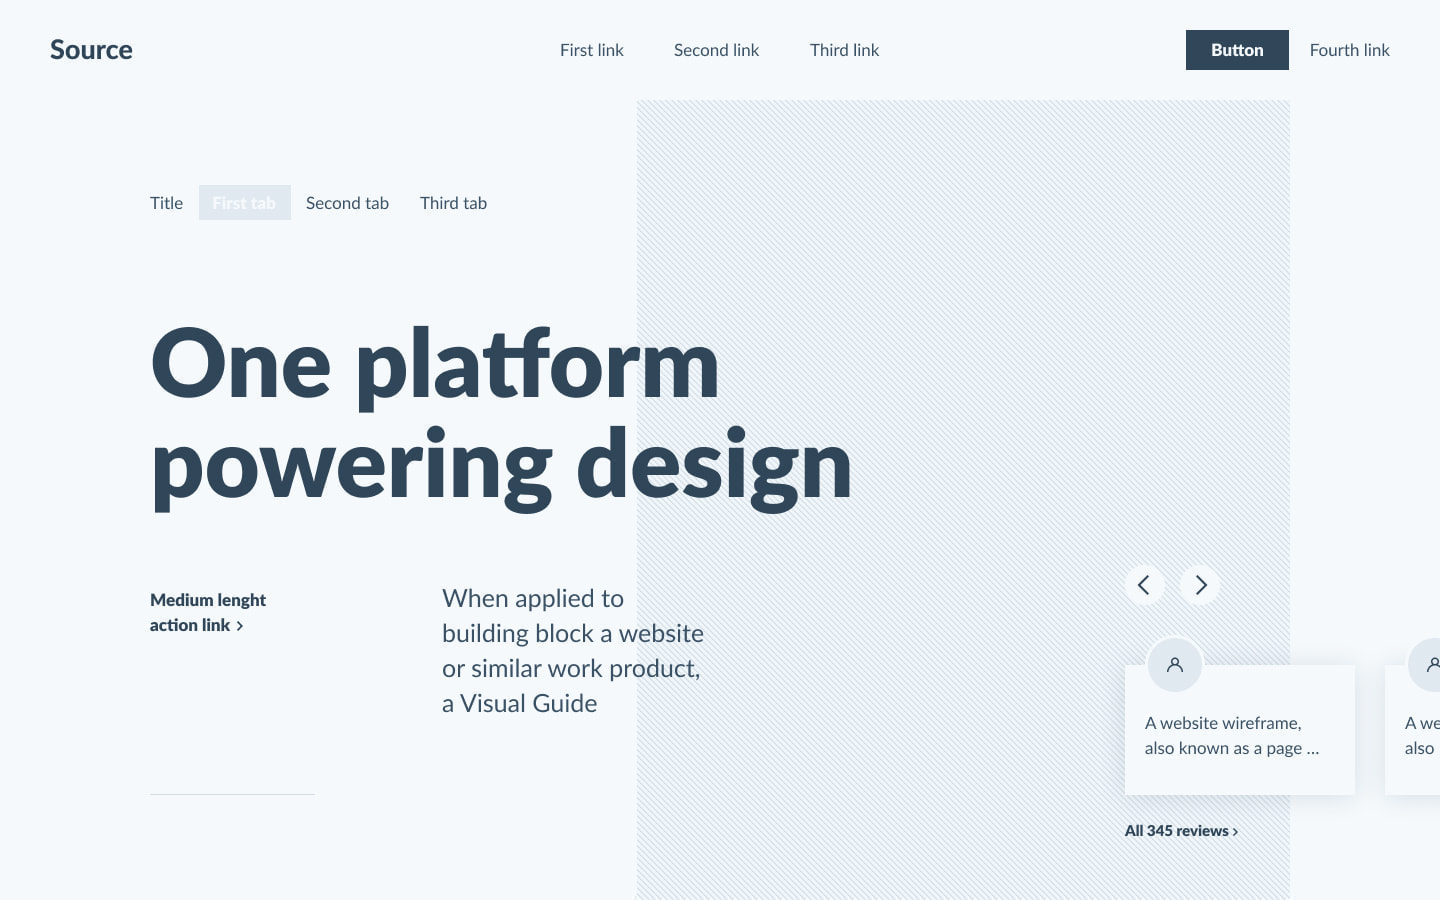 Source
First link
Second link
Third link
Button
Fourth link
Title
First tab
Second tab
Third tab
One platform
powering design
Medium lenght
action link
When applied to
building block a website
or similar work product,
a Visual Guide
A website wireframe,
also known as a page ...
A we
also
All 345 reviews